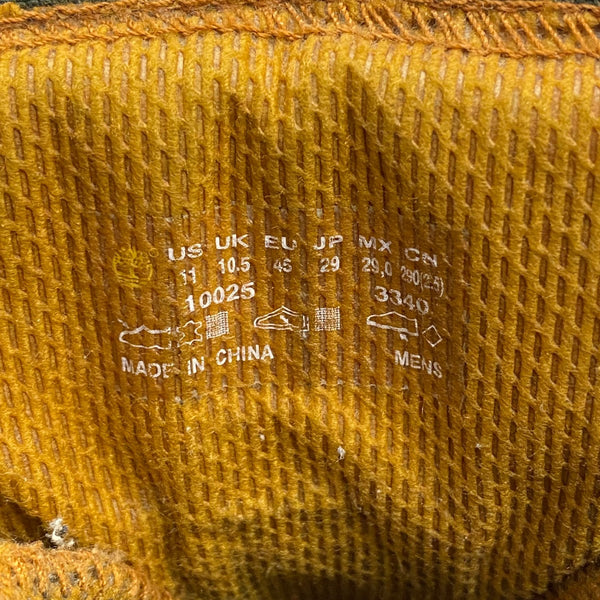 US UK EU JP MX CN
11 10.5 45 29 29,0 290(2.5)
10025 3340
MADE IN CHINA MENS